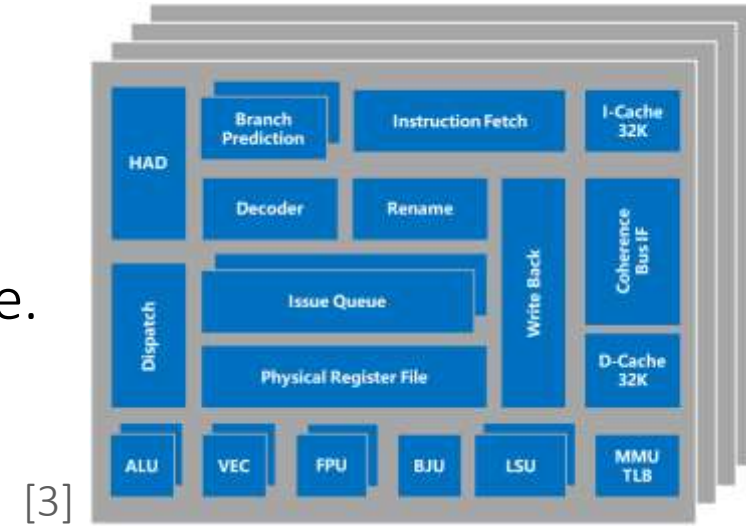 Branch
Prediction
Instruction Fetch
I-Cache
32K
HAD
Decoder
Rename
Coherence
Bus IF
Write Back
e.
Issue Queue
Dispatch
Physical Register File
D-Cache
32K
ALU
VEC
FPU
BJU
LSU
MMU
TLB
[3]